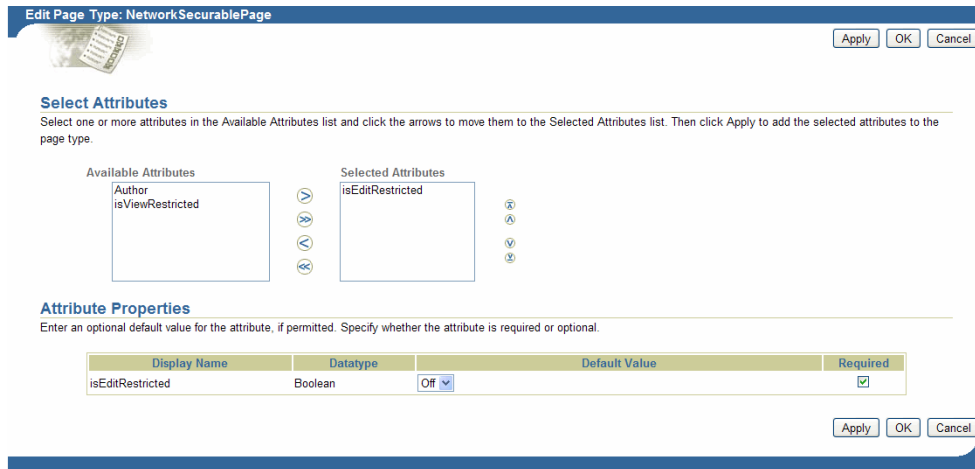 Edit Page Type: NetworkSecurablePage
Apply OK Cancel
Select Attributes
Select one or more attributes in the Available Attributes list and click the arrows to move them to the Selected Attributes list. Then click Apply to add the selected attributes to the
page type.
Available Attributes Selected Attributes
Author isEditRestricted
isViewRestricted
Attribute Properties
Enter an optional default value for the attribute, if permitted. Specify whether the attribute is required or optional.
Display Name Datatype Default Value Required
isEditRestricted Boolean Off
Apply OK Cancel